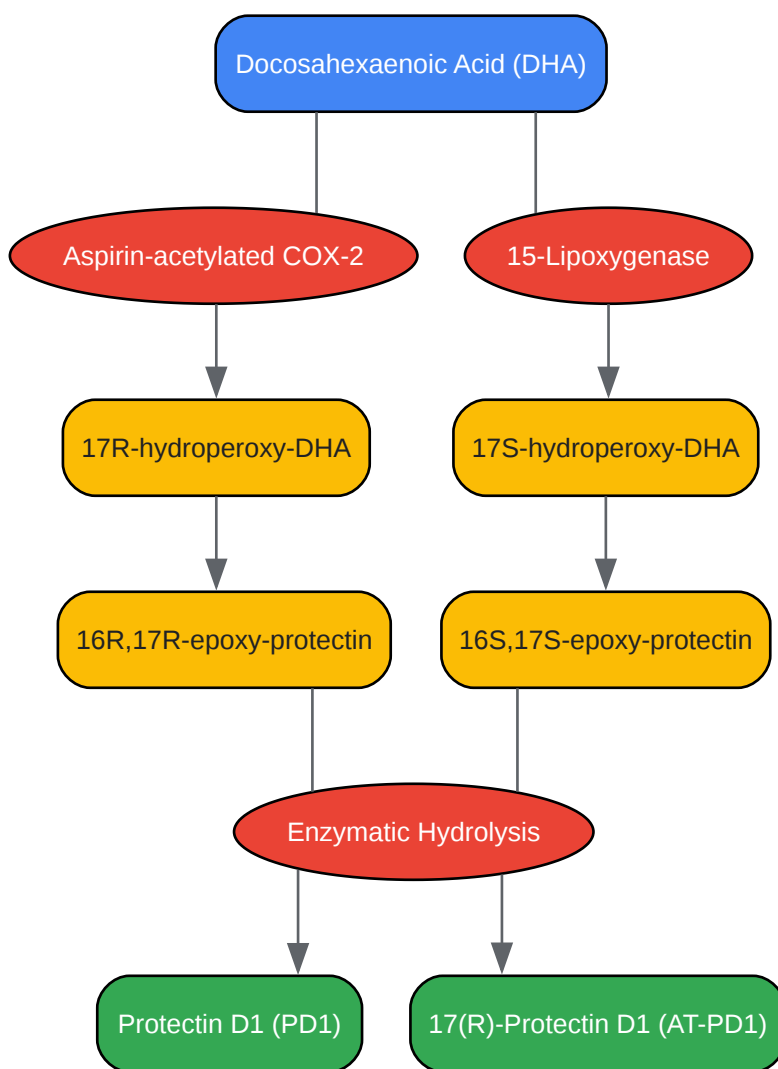 Docosahexaenoic Acid (DHA)
Aspirin-acetylated COX-2
15-Lipoxygenase
17R-hydroperoxy-DHA
17S-hydroperoxy-DHA
16R,17R-epoxy-protectin
16S,17S-epoxy-protectin
Enzymatic Hydrolysis
Protectin D1 (PD1)
17(R)-Protectin D1 (AT-PD1)